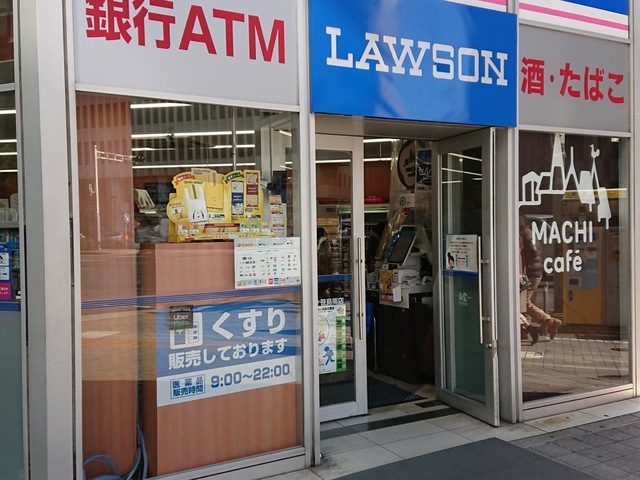 銀行ATM
LAWSON
酒・たばこ
MACHI
café
Uber
Eats
くすり
販売しております
医薬品
販売時間
9:00～22:00